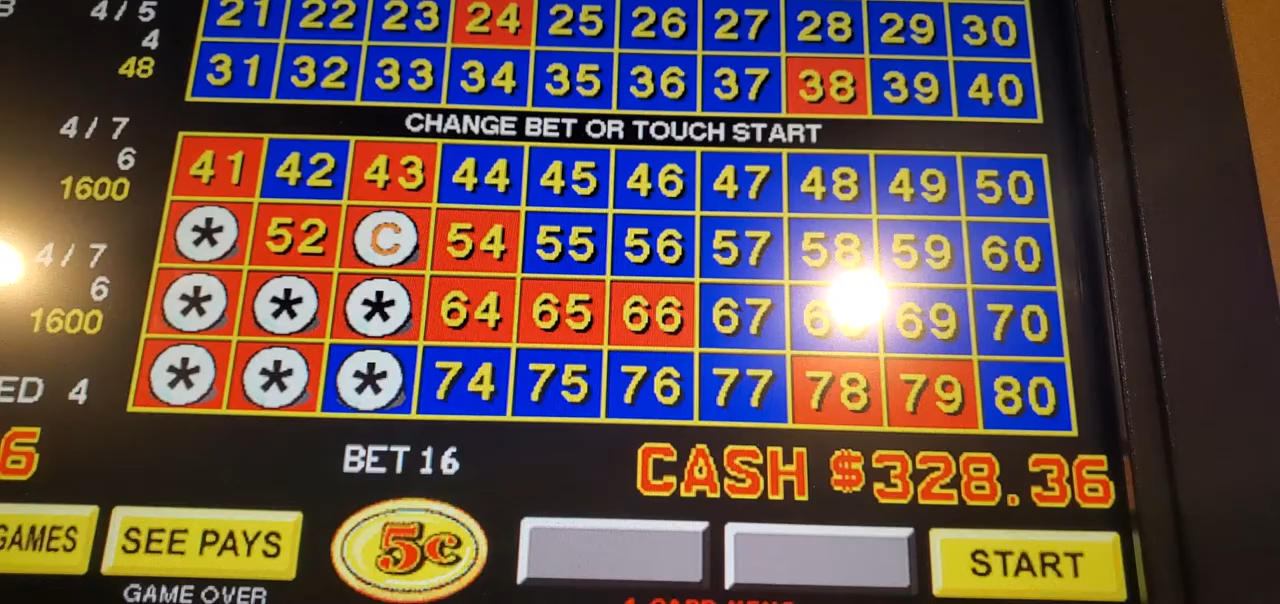 4/5 21 22 23 24 25 26 27 28 29 30
4
48 31 32 33 34 35 36 37 38 39 40
4/7 CHANGE BET OR TOUCH START
6
1600 41 42 43 44 45 46 47 48 49 50
* 52 C 54 55 56 57 58 59 60
4/7
6
1600 * * * 64 65 66 67 69 70
ED 4 * * * 74 75 76 77 78 79 80
6 BET 16 CASH $328.36
GAMES SEE PAYS 5¢ START
GAME OVER